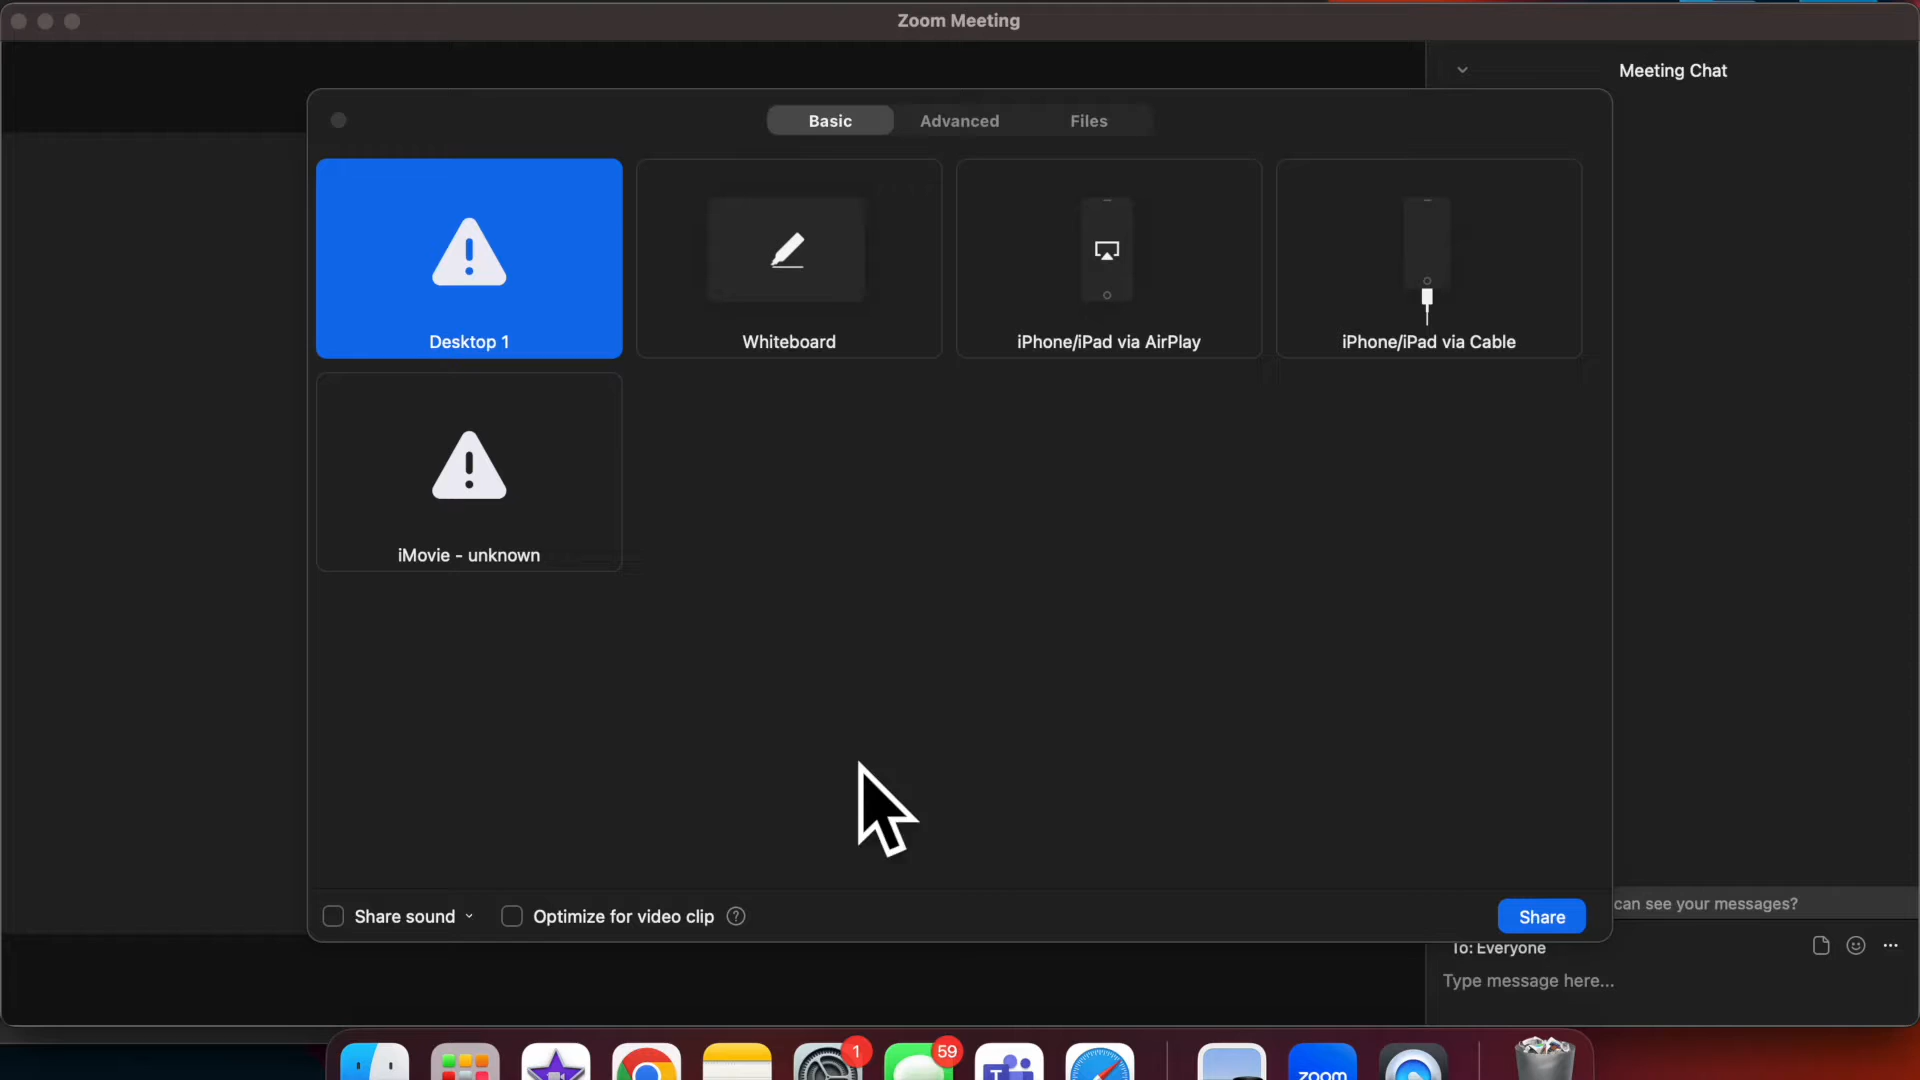 Zoom Meeting
Meeting Chat
Basic
Advanced
Files
Desktop 1
Whiteboard
iPhone/iPad via AirPlay
iPhone/iPad via Cable
iMovie - unknown
Share sound
Optimize for video clip
?
Share
can see your messages?
To: Everyone
Type message here...
1
59
T
zoom